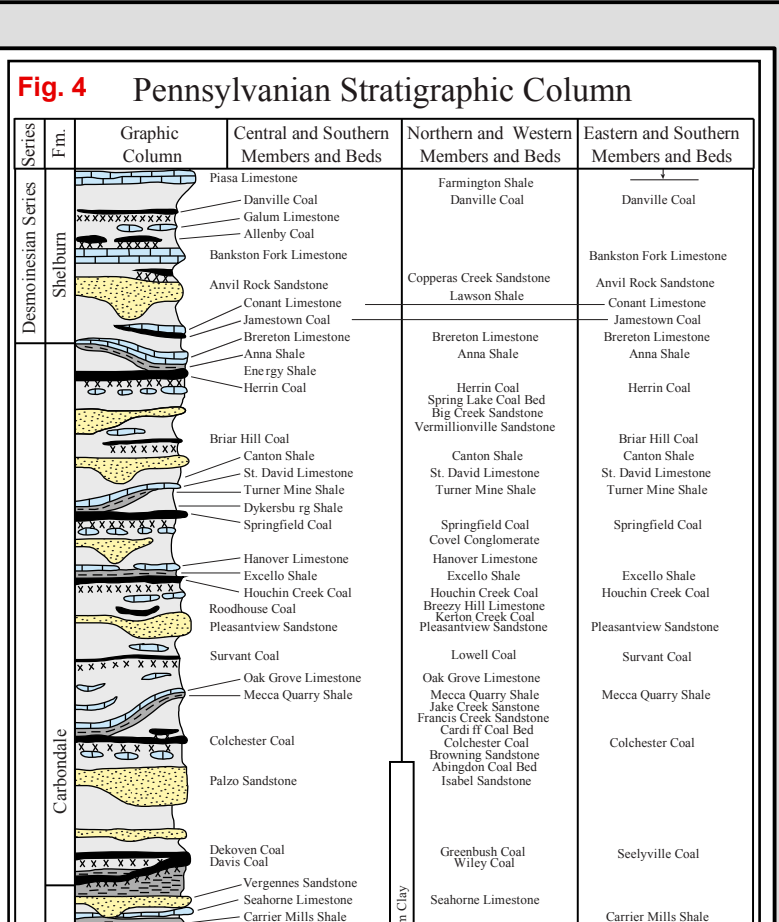 Fig. 4
Pennsylvanian Stratigraphic Column
Series
Fm.
Graphic
Column
Central and Southern
Members and Beds
Northern and Western
Members and Beds
Eastern and Southern
Members and Beds
Desmoinesian Series
Shelburn
Carbondale
Piasa Limestone
Danville Coal
Galum Limestone
Allenby Coal
Bankston Fork Limestone
Anvil Rock Sandstone
Conant Limestone
Jamestown Coal
Brereton Limestone
Anna Shale
Energy Shale
Herrin Coal
Briar Hill Coal
Canton Shale
St. David Limestone
Turner Mine Shale
Dykersbu rg Shale
Springfield Coal
Hanover Limestone
Excello Shale
Houchin Creek Coal
Roodhouse Coal
Pleasantview Sandstone
Survant Coal
Oak Grove Limestone
Mecca Quarry Shale
Colchester Coal
Palzo Sandstone
Dekoven Coal
Davis Coal
Vergennes Sandstone
Seahorne Limestone
Carrier Mills Shale
Farmington Shale
Danville Coal
Copperas Creek Sandstone
Lawson Shale
Brereton Limestone
Anna Shale
Herrin Coal
Spring Lake Coal Bed
Big Creek Sandstone
Vermillionville Sandstone
Canton Shale
St. David Limestone
Turner Mine Shale
Springfield Coal
Covel Conglomerate
Hanover Limestone
Excello Shale
Houchin Creek Coal
Breezy Hill Limestone
Kerton Creek Coal
Pleasantview Sandstone
Lowell Coal
Oak Grove Limestone
Mecca Quarry Shale
Jake Creek Sanstone
Francis Creek Sandstone
Cardi ff Coal Bed
Colchester Coal
Browning Sandstone
Abingdon Coal Bed
Isabel Sandstone
Greenbush Coal
Wiley Coal
Seahorne Limestone
Clay
Danville Coal
Bankston Fork Limestone
Anvil Rock Sandstone
Conant Limestone
Jamestown Coal
Brereton Limestone
Anna Shale
Herrin Coal
Briar Hill Coal
Canton Shale
St. David Limestone
Turner Mine Shale
Springfield Coal
Excello Shale
Houchin Creek Coal
Pleasantview Sandstone
Survant Coal
Mecca Quarry Shale
Colchester Coal
Seelyville Coal
Carrier Mills Shale